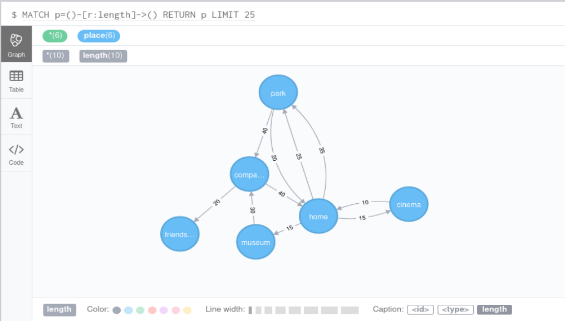 $ MATCH p=()-[r:length]->() RETURN p LIMIT 25
*(6) place(6)
Graph
*(10) length(10)
Table
Text
Code
park
40
20
25
35
compa...
40
20
30
home
10
15
cinema
friends...
museum
15
length Color: Line width: Caption: <id> <type> length